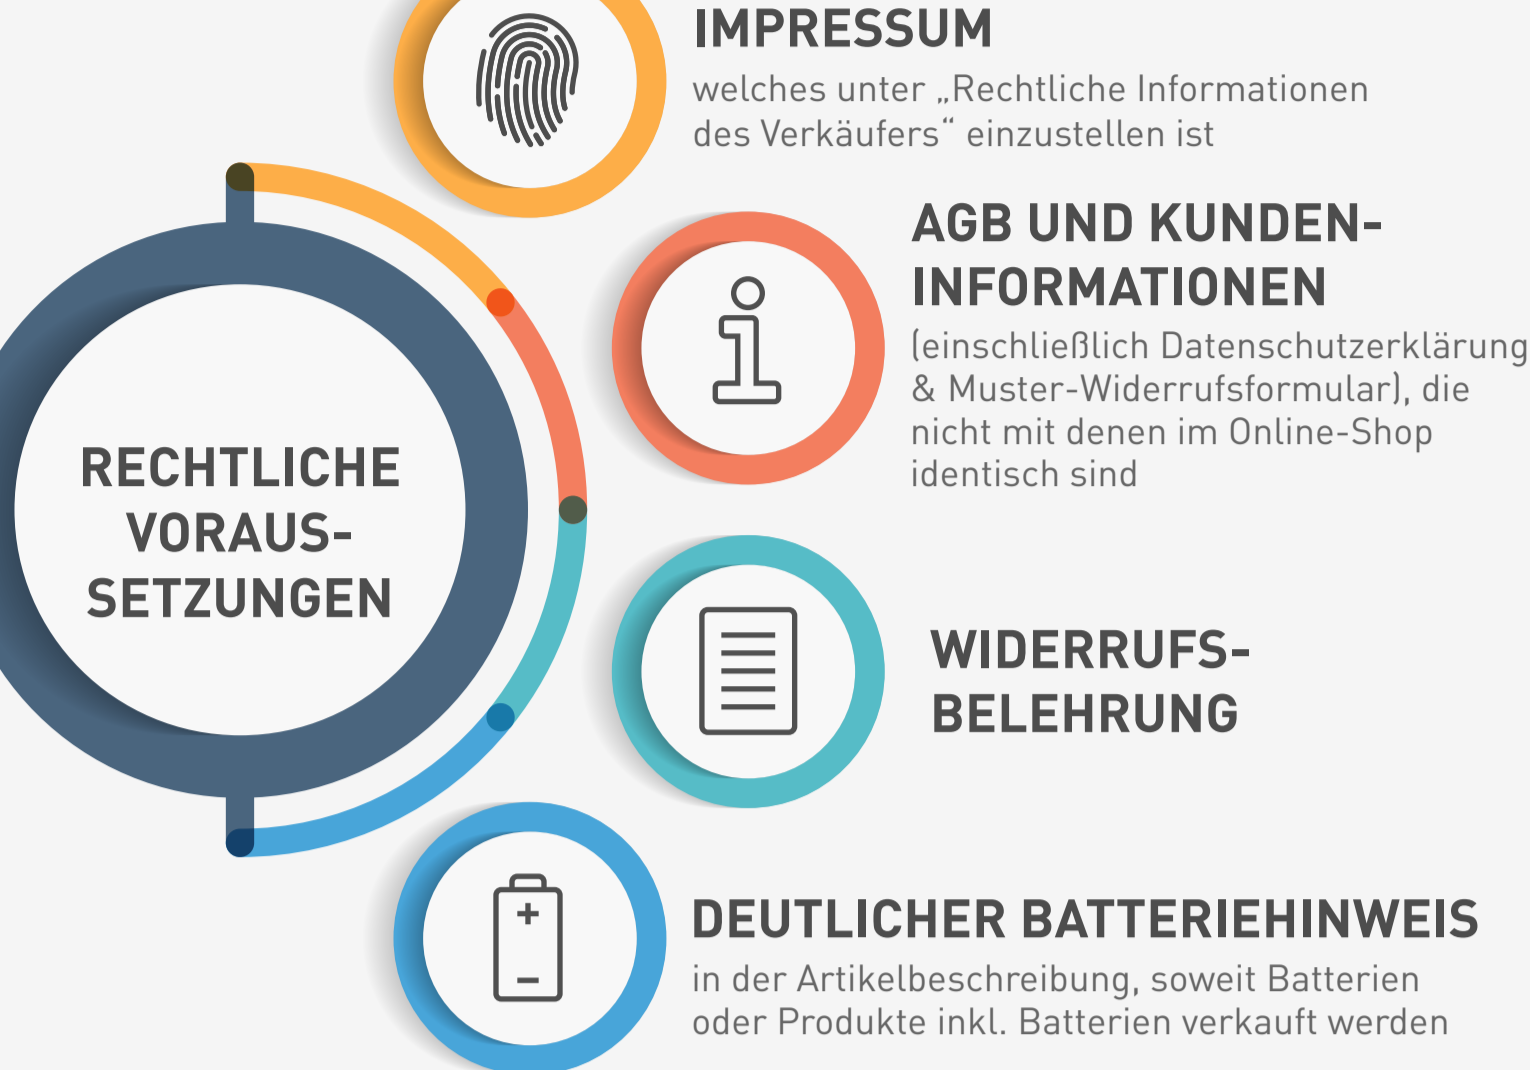 IMPRESSUM
welches unter „Rechtliche Informationen
des Verkäufers“ einzustellen ist
AGB UND KUNDEN-
INFORMATIONEN
(einschließlich Datenschutzerklärung
& Muster-Widerrufsformular), die
nicht mit denen im Online-Shop
identisch sind
RECHTLICHE
VORAUS-
SETZUNGEN
WIDERRUFS-
BELEHRUNG
DEUTLICHER BATTERIEHINWEIS
in der Artikelbeschreibung, soweit Batterien
oder Produkte inkl. Batterien verkauft werden